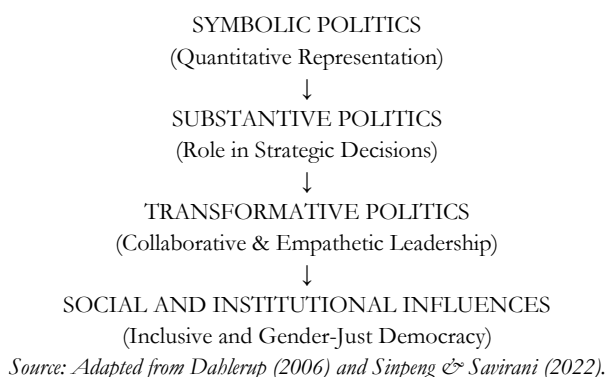 SYMBOLIC POLITICS
(Quantitative Representation)
↓
SUBSTANTIVE POLITICS
(Role in Strategic Decisions)
↓
TRANSFORMATIVE POLITICS
(Collaborative & Empathetic Leadership)
↓
SOCIAL AND INSTITUTIONAL INFLUENCES
(Inclusive and Gender-Just Democracy)
Source: Adapted from Dahlerup (2006) and Sinpeng & Savirani (2022).